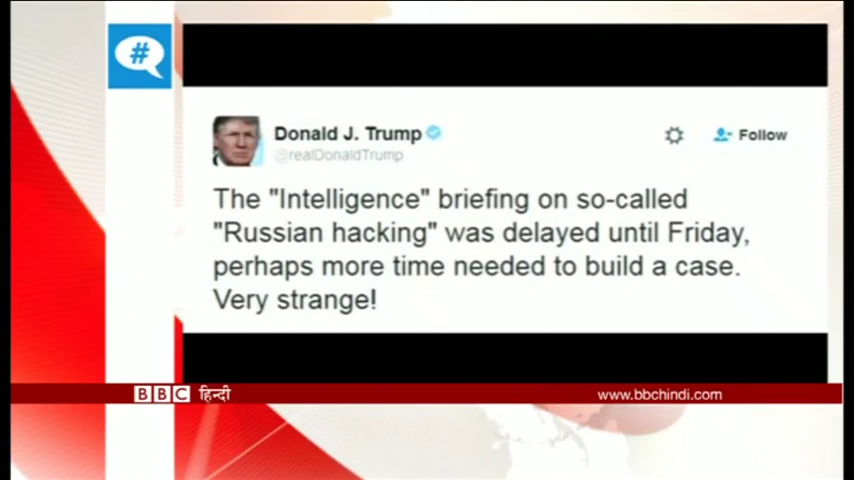 #
Donald J. Trump
@realDonaldTrump
Follow
The "Intelligence" briefing on so-called
"Russian hacking" was delayed until Friday,
perhaps more time needed to build a case.
Very strange!
BBC हिन्दी
www.bbchindi.com